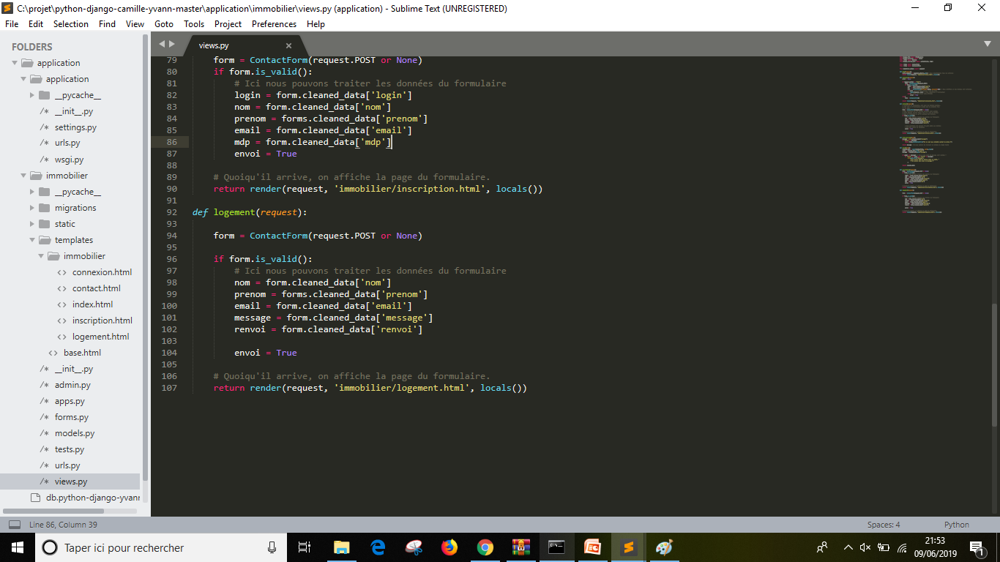 C:\projet\python-django-camille-yvann-master\application\immobilier\views.py (application) - Sublime Text (UNREGISTERED)
File Edit Selection Find View Goto Tools Project Preferences Help
FOLDERS
application
application
__pycache__
/* __init__.py
/* settings.py
/* urls.py
/* wsgi.py
immobilier
__pycache__
migrations
static
templates
immobilier
<> connexion.html
<> contact.html
<> index.html
<> inscription.html
<> logement.html
<> base.html
/* __init__.py
/* admin.py
/* apps.py
/* forms.py
/* models.py
/* tests.py
/* urls.py
/* views.py
db.python-django-yvann
views.py
79 form = ContactForm(request.POST or None)
80 if form.is_valid():
81 # Ici nous pouvons traiter les données du formulaire
82 login = form.cleaned_data['login']
83 nom = form.cleaned_data['nom']
84 prenom = forms.cleaned_data['prenom']
85 email = form.cleaned_data['email']
86 mdp = form.cleaned_data['mdp']
87 envoi = True
88
89 # Quoiqu'il arrive, on affiche la page du formulaire.
90 return render(request, 'immobilier/inscription.html', locals())
91
92 def logement(request):
93
94 form = ContactForm(request.POST or None)
95
96 if form.is_valid():
97 # Ici nous pouvons traiter les données du formulaire
98 nom = form.cleaned_data['nom']
99 prenom = forms.cleaned_data['prenom']
100 email = form.cleaned_data['email']
101 message = form.cleaned_data['message']
102 renvoi = form.cleaned_data['renvoi']
103
104 envoi = True
105
106 # Quoiqu'il arrive, on affiche la page du formulaire.
107 return render(request, 'immobilier/logement.html', locals())
Line 86, Column 39
Spaces: 4
Python
Taper ici pour rechercher
21:53
09/06/2019
1